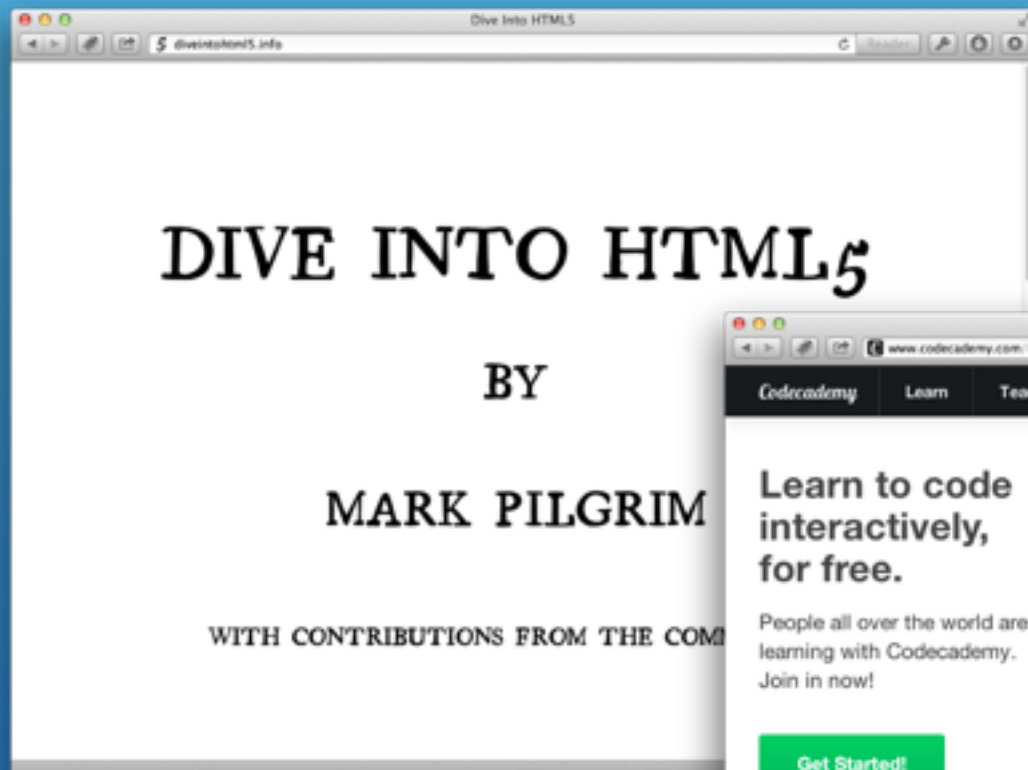 Dive Into HTML5
diveintohtml5.info
Reader
DIVE INTO HTML5
BY
MARK PILGRIM
WITH CONTRIBUTIONS FROM THE COM
www.codecademy.com
Codecademy Learn Tea
Learn to code
interactively,
for free.
People all over the world are
learning with Codecademy.
Join in now!
Get Started!